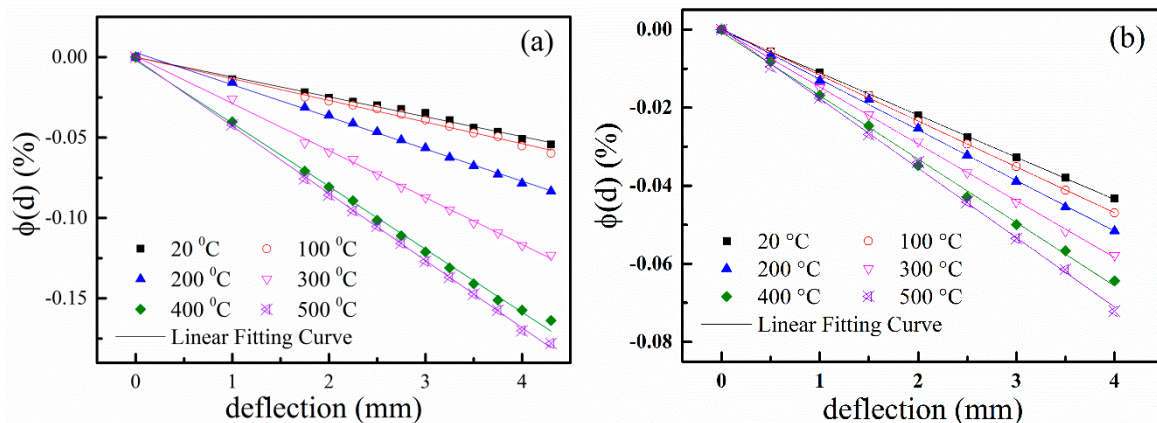 (a)
0.00
-0.05
-0.10
-0.15
ϕ(d) (%)
20 ⁰C 100 ⁰C
200 ⁰C 300 ⁰C
400 ⁰C 500 ⁰C
Linear Fitting Curve
0 1 2 3 4
deflection (mm)
(b)
0.00
-0.02
-0.04
-0.06
-0.08
ϕ(d) (%)
20 °C 100 °C
200 °C 300 °C
400 °C 500 °C
Linear Fitting Curve
0 1 2 3 4
deflection (mm)